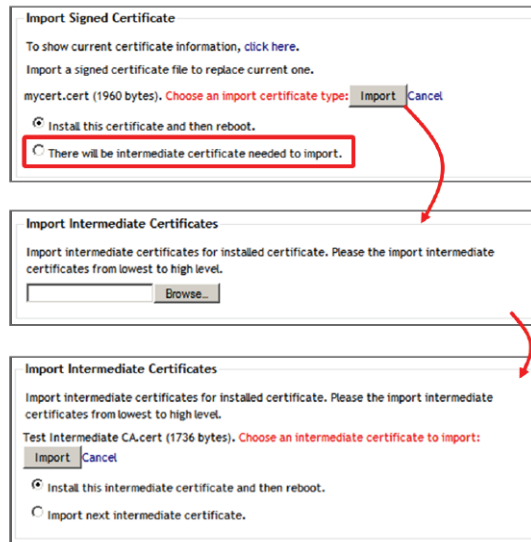 Import Signed Certificate
To show current certificate information, click here.
Import a signed certificate file to replace current one.
mycert.cert (1960 bytes). Choose an import certificate type: Import Cancel
Install this certificate and then reboot.
There will be intermediate certificate needed to import.
Import Intermediate Certificates
Import intermediate certificates for installed certificate. Please the import intermediate
certificates from lowest to high level.
Browse...
Import Intermediate Certificates
Import intermediate certificates for installed certificate. Please the import intermediate
certificates from lowest to high level.
Test Intermediate CA.cert (1736 bytes). Choose an intermediate certificate to import:
Import Cancel
Install this intermediate certificate and then reboot.
Import next intermediate certificate.